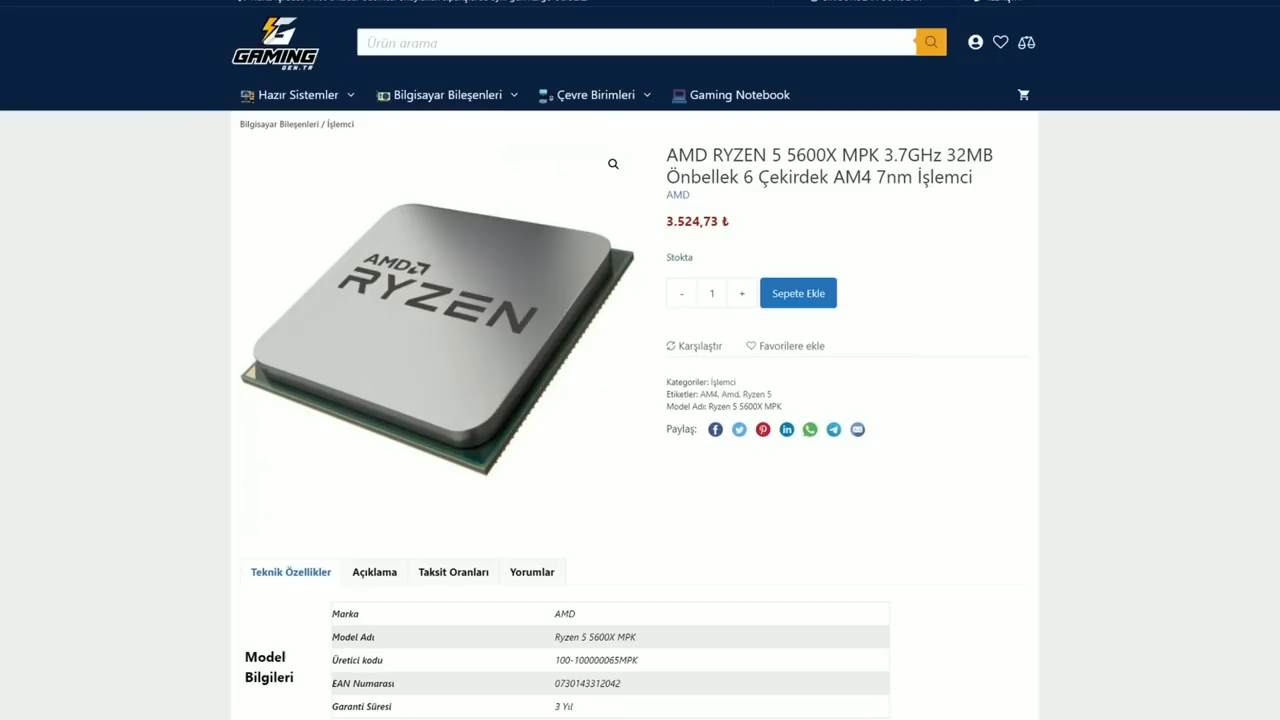 GAMING
GEN.TR
Ürün arama
Hazır Sistemler
Bilgisayar Bileşenleri
Çevre Birimleri
Gaming Notebook
Bilgisayar Bileşenleri / İşlemci
AMD RYZEN 5 5600X MPK 3.7GHz 32MB
Önbellek 6 Çekirdek AM4 7nm İşlemci
AMD
3.524,73 ₺
Stokta
- 1 +
Sepete Ekle
Karşılaştır
Favorilere ekle
Kategoriler: İşlemci
Etiketler: AM4, Amd, Ryzen 5
Model Adı: Ryzen 5 5600X MPK
Paylaş:
AMD
RYZEN
Teknik Özellikler
Açıklama
Taksit Oranları
Yorumlar
Model
Bilgileri
Marka AMD
Model Adı Ryzen 5 5600X MPK
Üretici kodu 100-100000065MPK
EAN Numarası 0730143312042
Garanti Süresi 3 Yıl